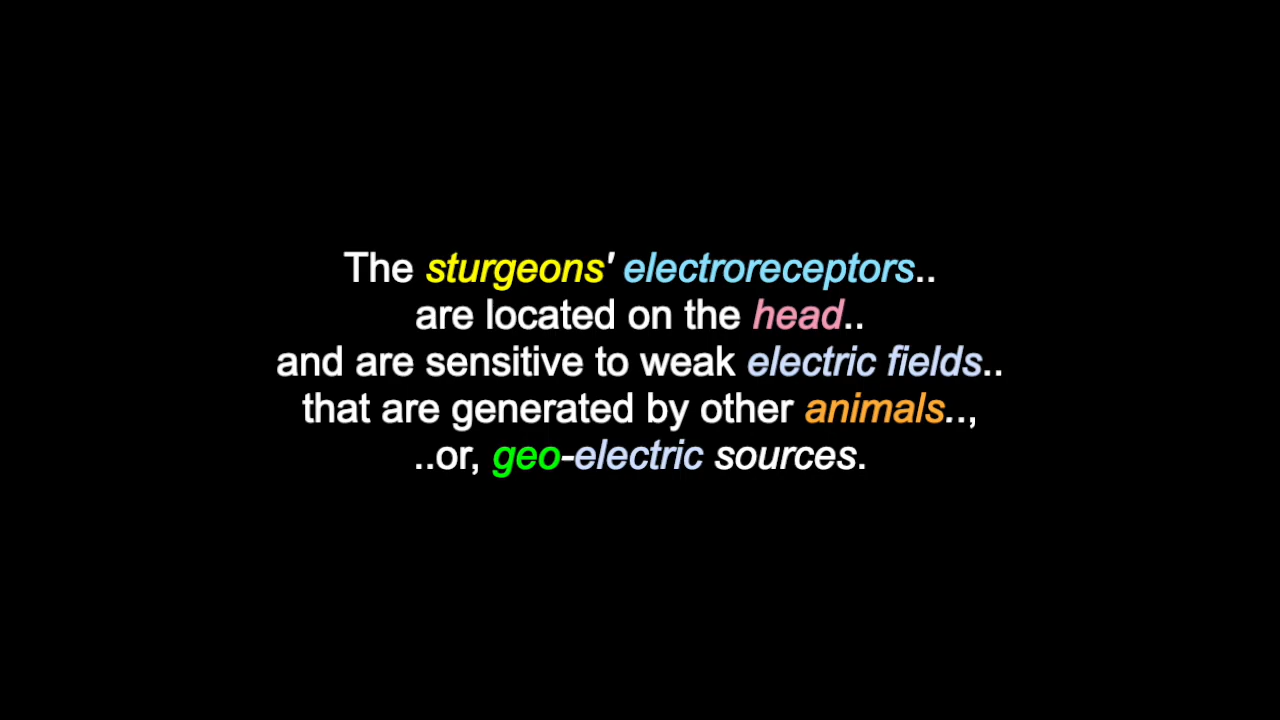 The sturgeons' electroreceptors..
are located on the head..
and are sensitive to weak electric fields..
that are generated by other animals..,
..or, geo-electric sources.